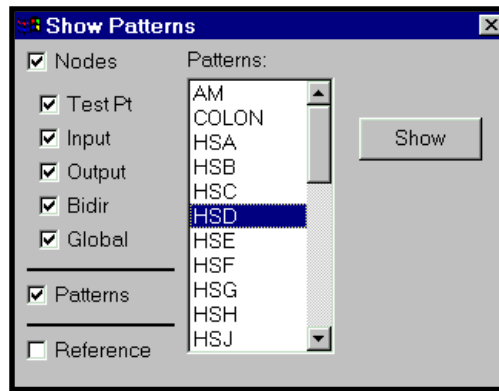 Show Patterns
Nodes
Test Pt
Input
Output
Bidir
Global
Patterns
Reference
Patterns:
AM
COLON
HSA
HSB
HSC
HSD
HSE
HSF
HSG
HSH
HSJ
Show